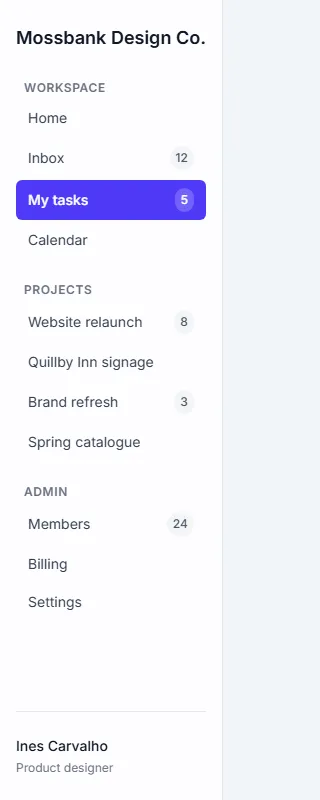 Mossbank Design Co.
WORKSPACE
Home
Inbox 12
My tasks 5
Calendar
PROJECTS
Website relaunch 8
Quillby Inn signage
Brand refresh 3
Spring catalogue
ADMIN
Members 24
Billing
Settings
Ines Carvalho
Product designer